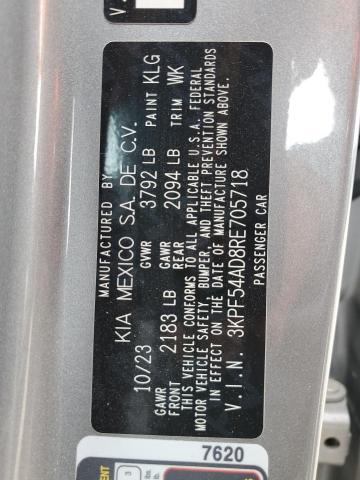 MANUFACTURED BY
KIA MEXICO S.A. DE C.V.
10/23 GVWR 3792 LB PAINT KLG
GAWR FRONT 2183 LB GAWR REAR 2094 LB TRIM WK
THIS VEHICLE CONFORMS TO ALL APPLICABLE U.S.A. FEDERAL
MOTOR VEHICLE SAFETY, BUMPER, AND THEFT PREVENTION STANDARDS
IN EFFECT ON THE DATE OF MANUFACTURE SHOWN ABOVE.
V.I.N. 3KPF54AD8RE705718
PASSENGER CAR
7620